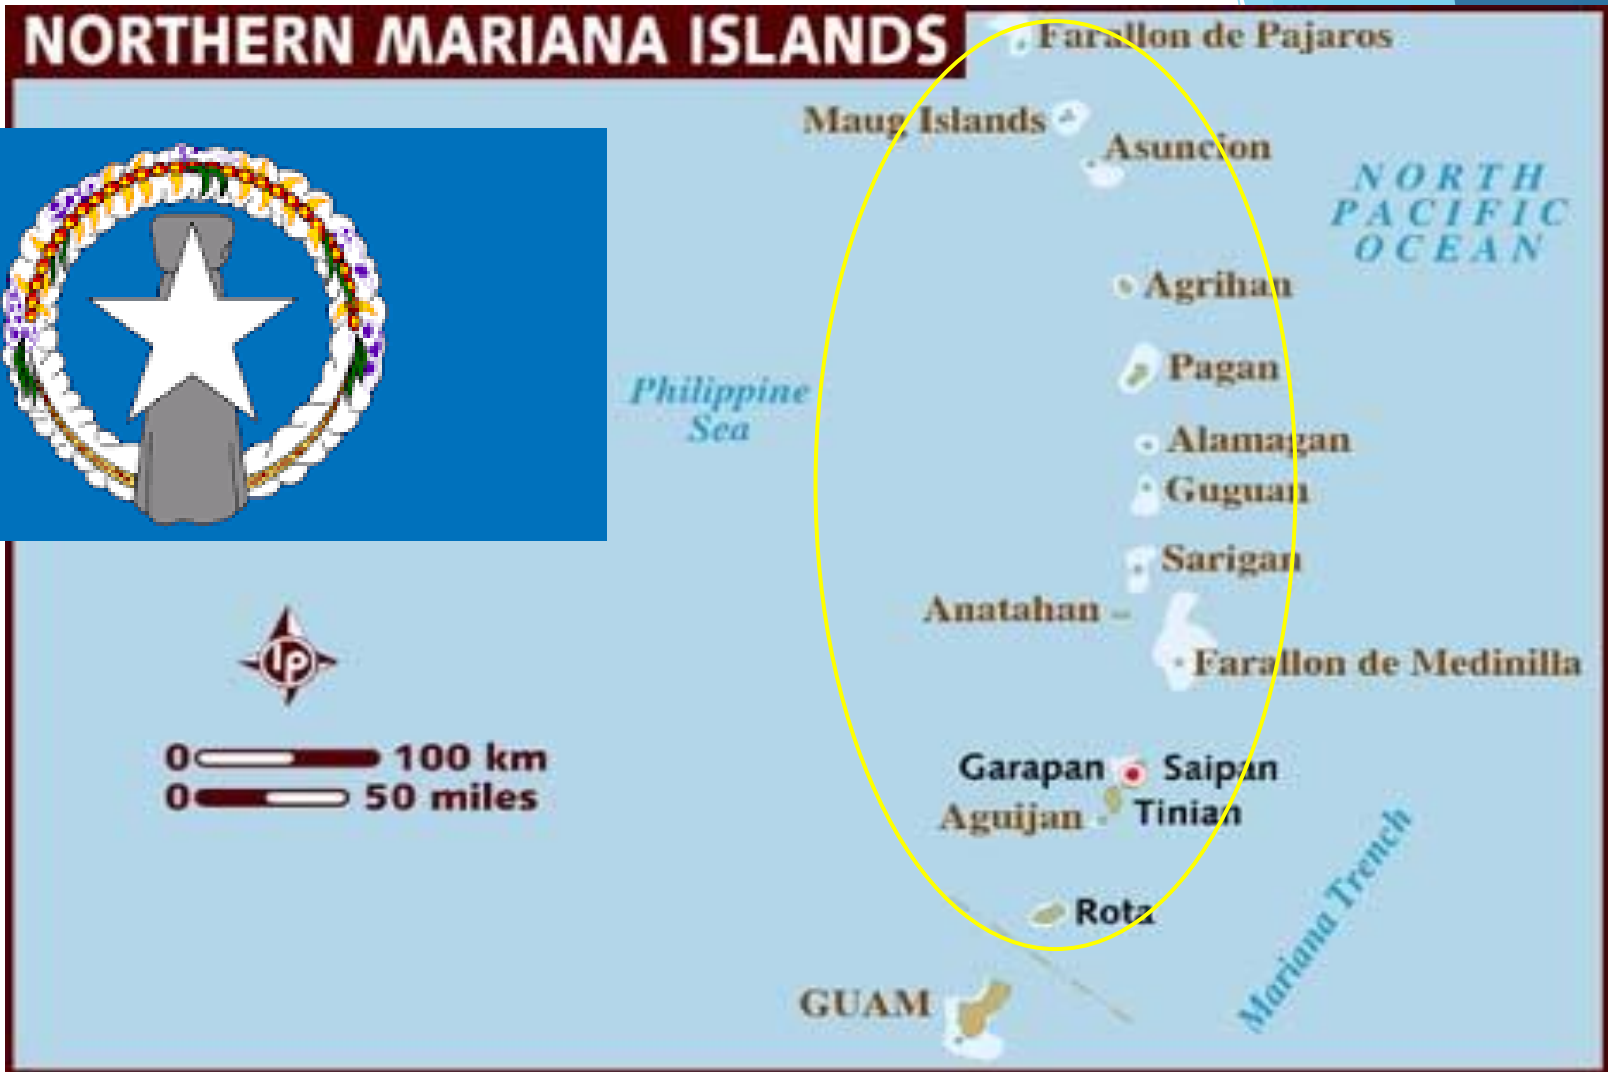 NORTHERN MARIANA ISLANDS
Farallon de Pajaros
Maug Islands
Asuncion
NORTH
PACIFIC
OCEAN
Agrihan
Pagan
Philippine
Sea
Alamagan
Guguan
Sarigan
Anatahan
Farallon de Medinilla
LP
0 100 km
0 50 miles
Garapan
Saipan
Aguijan
Tinian
Rota
Mariana Trench
GUAM